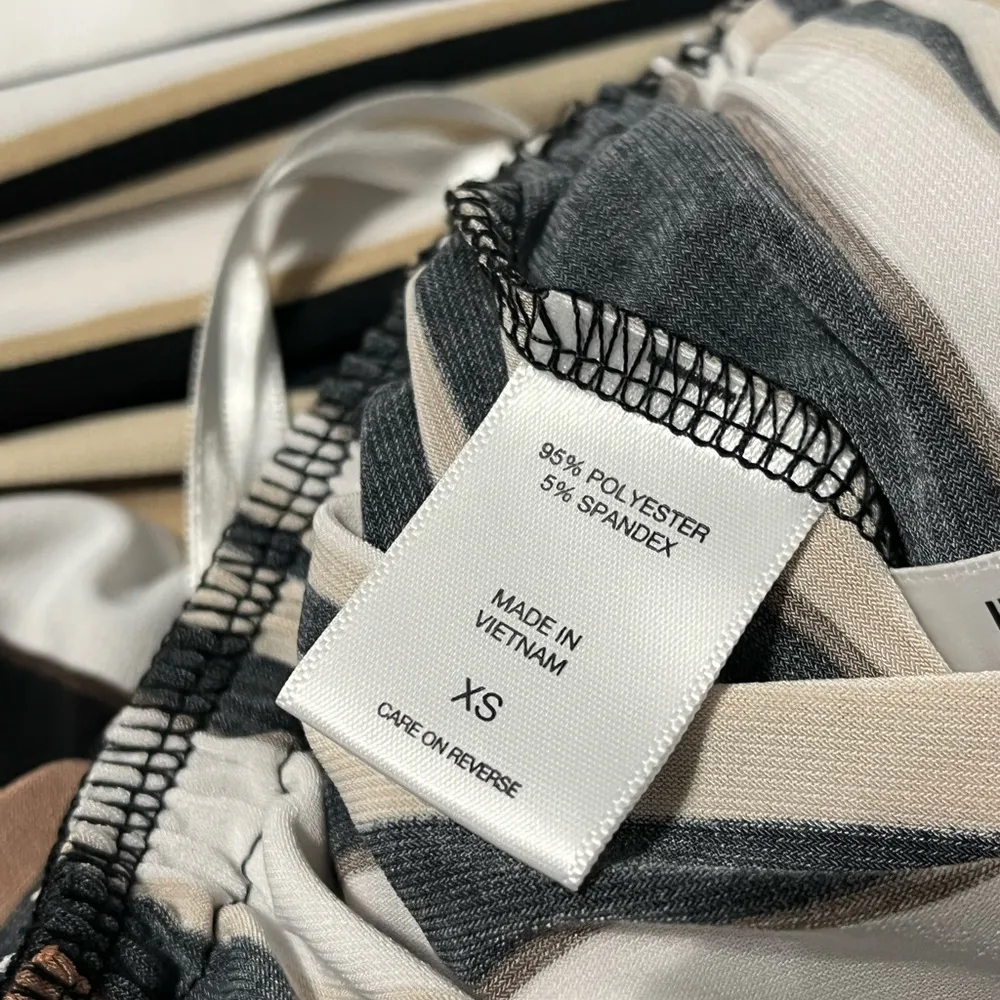 95% POLYESTER
5% SPANDEX
MADE IN
VIETNAM
XS
CARE ON REVERSE